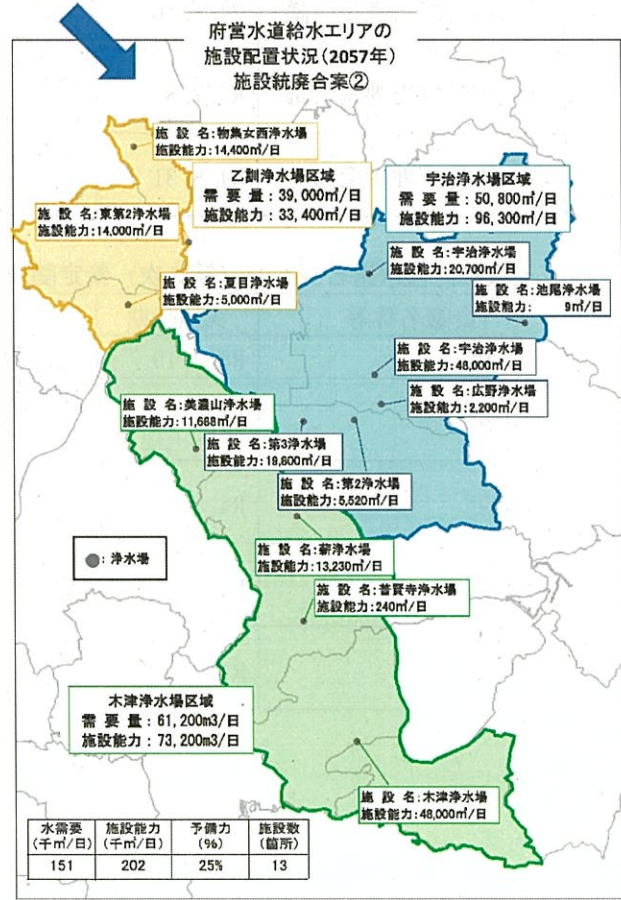 府営水道給水エリアの
施設配置状況(2057年)
施設統廃合案②
施 設 名:物集女西浄水場
施設能力:14,400㎥/日
乙訓浄水場区域
需 要 量:39,000㎥/日
施設能力:33,400㎥/日
宇治浄水場区域
需 要 量:50,800㎥/日
施設能力:96,300㎥/日
施 設 名:東第2浄水場
施設能力:14,000㎥/日
施 設 名:宇治浄水場
施設能力:20,700㎥/日
施 設 名:夏目浄水場
施設能力:5,000㎥/日
施 設 名:池尾浄水場
施設能力: 9㎥/日
施 設 名:宇治浄水場
施設能力:48,000㎥/日
施 設 名:広野浄水場
施設能力:2,200㎥/日
施 設 名:美濃山浄水場
施設能力:11,668㎥/日
施 設 名:第3浄水場
施設能力:19,800㎥/日
施 設 名:第2浄水場
施設能力:5,520㎥/日
施 設 名:薪浄水場
施設能力:13,230㎥/日
:浄水場
施 設 名:普賢寺浄水場
施設能力:240㎥/日
木津浄水場区域
需 要 量:61,200m3/日
施設能力:73,200m3/日
施 設 名:木津浄水場
施設能力:48,000㎥/日
水需要 施設能力 予備力 施設数
(千㎥/日) (千㎥/日) (%) (箇所)
151 202 25% 13